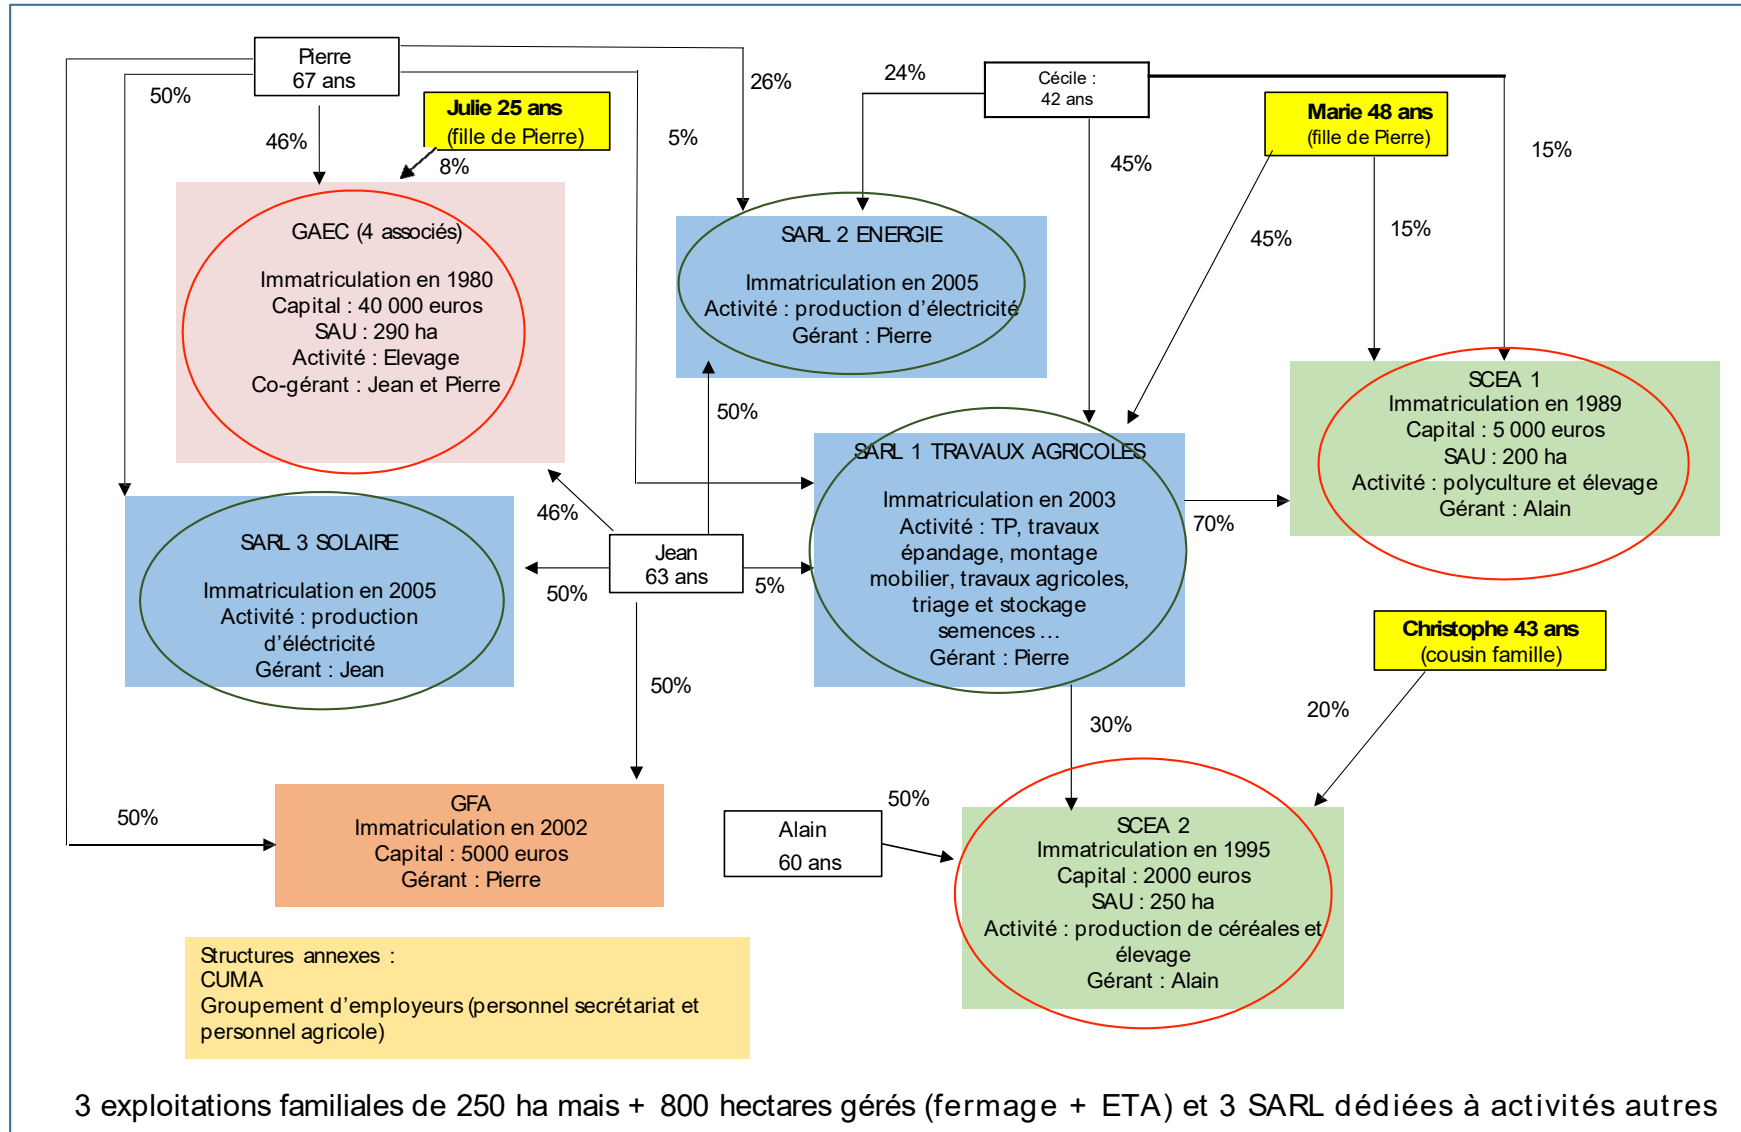 Pierre
67 ans
50%
46%
Julie 25 ans
(fille de Pierre)
8%
5%
26%
24%
Cécile :
42 ans
45%
Marie 48 ans
(fille de Pierre)
45%
15%
15%
GAEC (4 associés)
Immatriculation en 1980
Capital : 40 000 euros
SAU : 290 ha
Activité : Elevage
Co-gérant : Jean et Pierre
SARL 2 ENERGIE
Immatriculation en 2005
Activité : production d'électricité
Gérant : Pierre
50%
SCEA 1
Immatriculation en 1989
Capital : 5 000 euros
SAU : 200 ha
Activité : polyculture et élevage
Gérant : Alain
SARL 1 TRAVAUX AGRICOLES
Immatriculation en 2003
Activité : TP, travaux
épandage, montage
mobilier, travaux agricoles,
triage et stockage
semences ...
Gérant : Pierre
70%
46%
SARL 3 SOLAIRE
Immatriculation en 2005
Activité : production
d'éléctricité
Gérant : Jean
Jean
63 ans
50%
5%
50%
Christophe 43 ans
(cousin famille)
30%
20%
50%
GFA
Immatriculation en 2002
Capital : 5000 euros
Gérant : Pierre
Alain
60 ans
50%
SCEA 2
Immatriculation en 1995
Capital : 2000 euros
SAU : 250 ha
Activité : production de céréales et
élevage
Gérant : Alain
Structures annexes :
CUMA
Groupement d'employeurs (personnel secrétariat et
personnel agricole)
3 exploitations familiales de 250 ha mais + 800 hectares gérés (fermage + ETA) et 3 SARL dédiées à activités autres